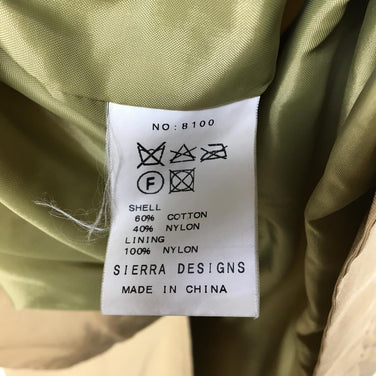 NO:8100
F
SHELL
60% COTTON
40% NYLON
LINING
100% NYLON
SIERRA DESIGNS
MADE IN CHINA